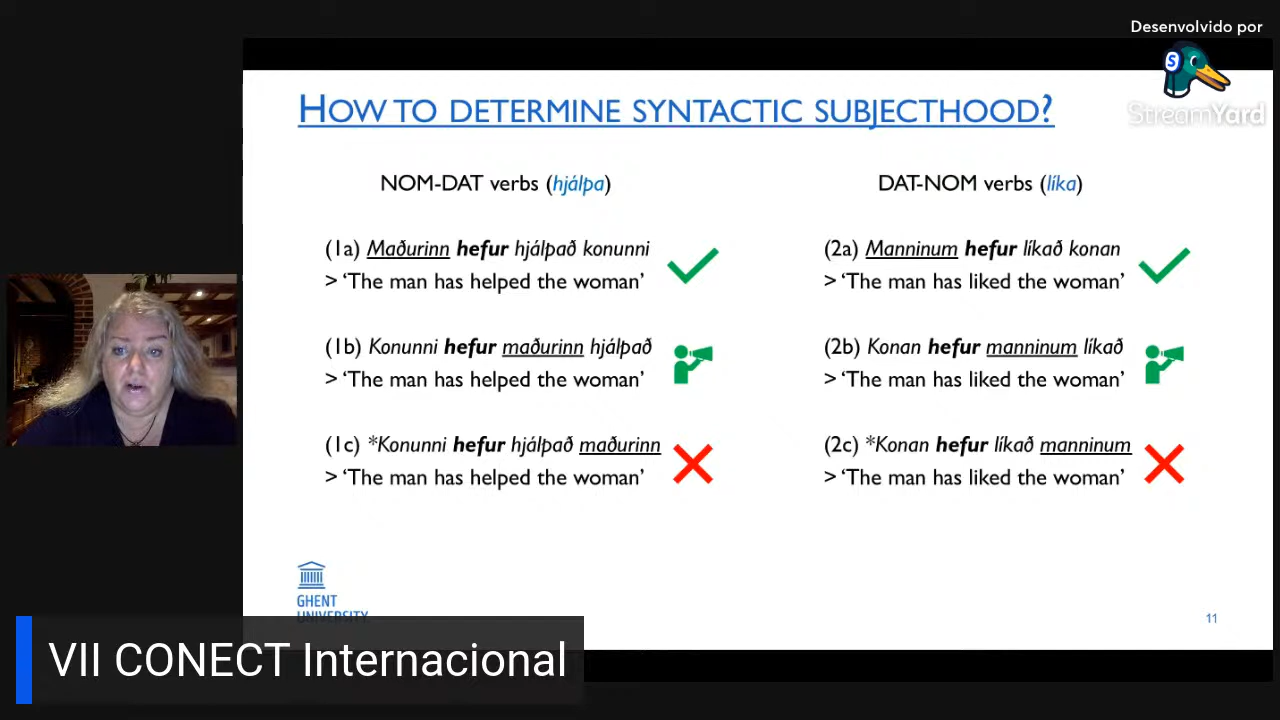 Desenvolvido por
S
StreamYard
HOW TO DETERMINE SYNTACTIC SUBJECTHOOD?
NOM-DAT verbs (hjálpa)
(1a) Maðurinn hefur hjálpað konunni
> ‘The man has helped the woman’
(1b) Konunni hefur maðurinn hjálpað
> ‘The man has helped the woman’
(1c) *Konunni hefur hjálpað maðurinn
> ‘The man has helped the woman’
DAT-NOM verbs (líka)
(2a) Manninum hefur líkað konan
> ‘The man has liked the woman’
(2b) Konan hefur manninum líkað
> ‘The man has liked the woman’
(2c) *Konan hefur líkað manninum
> ‘The man has liked the woman’
GHENT
UNIVERSITY
11
VII CONECT Internacional